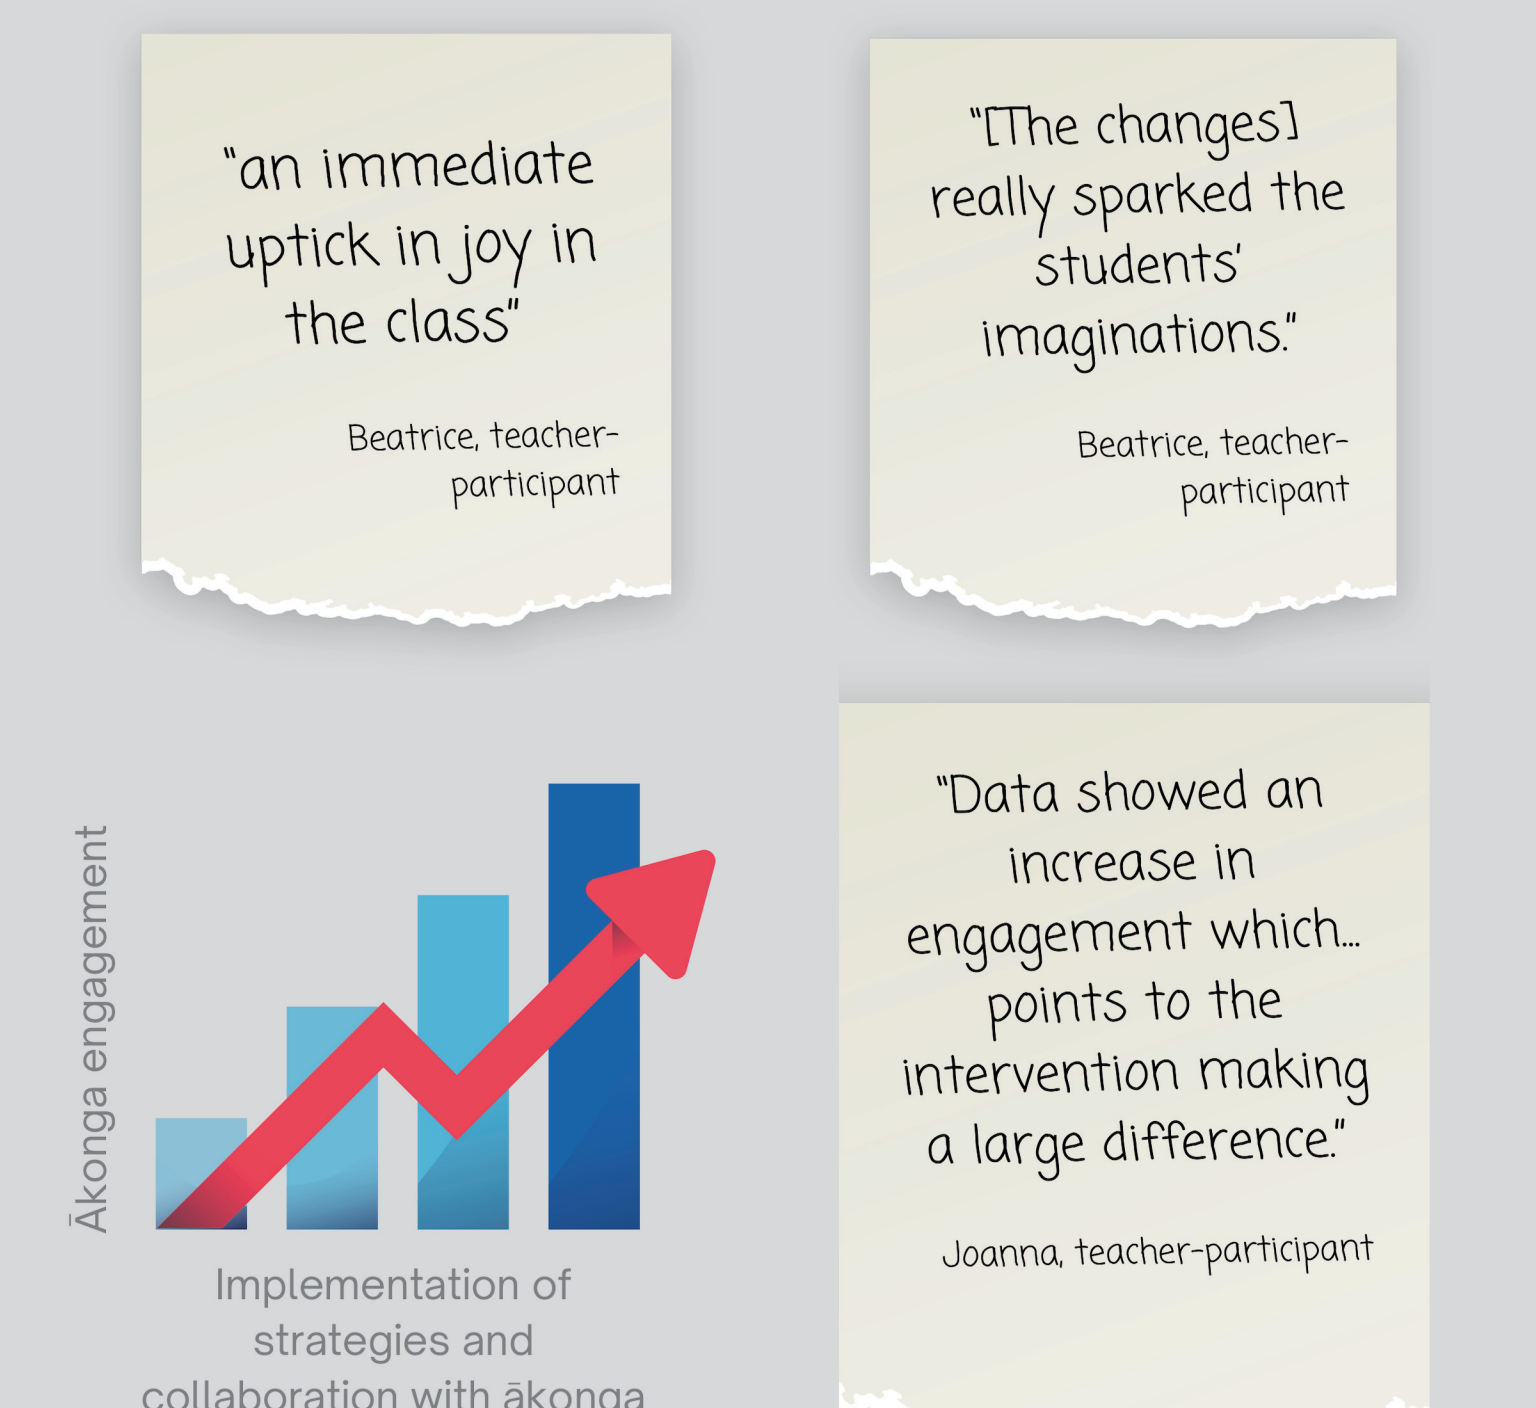 "an immediate
uptick in joy in
the class"
Beatrice, teacher-
participant
"[The changes]
really sparked the
students'
imaginations."
Beatrice, teacher-
participant
Ākonga engagement
Implementation of
strategies and
collaboration with ākonga
"Data showed an
increase in
engagement which...
points to the
intervention making
a large difference."
Joanna, teacher-participant